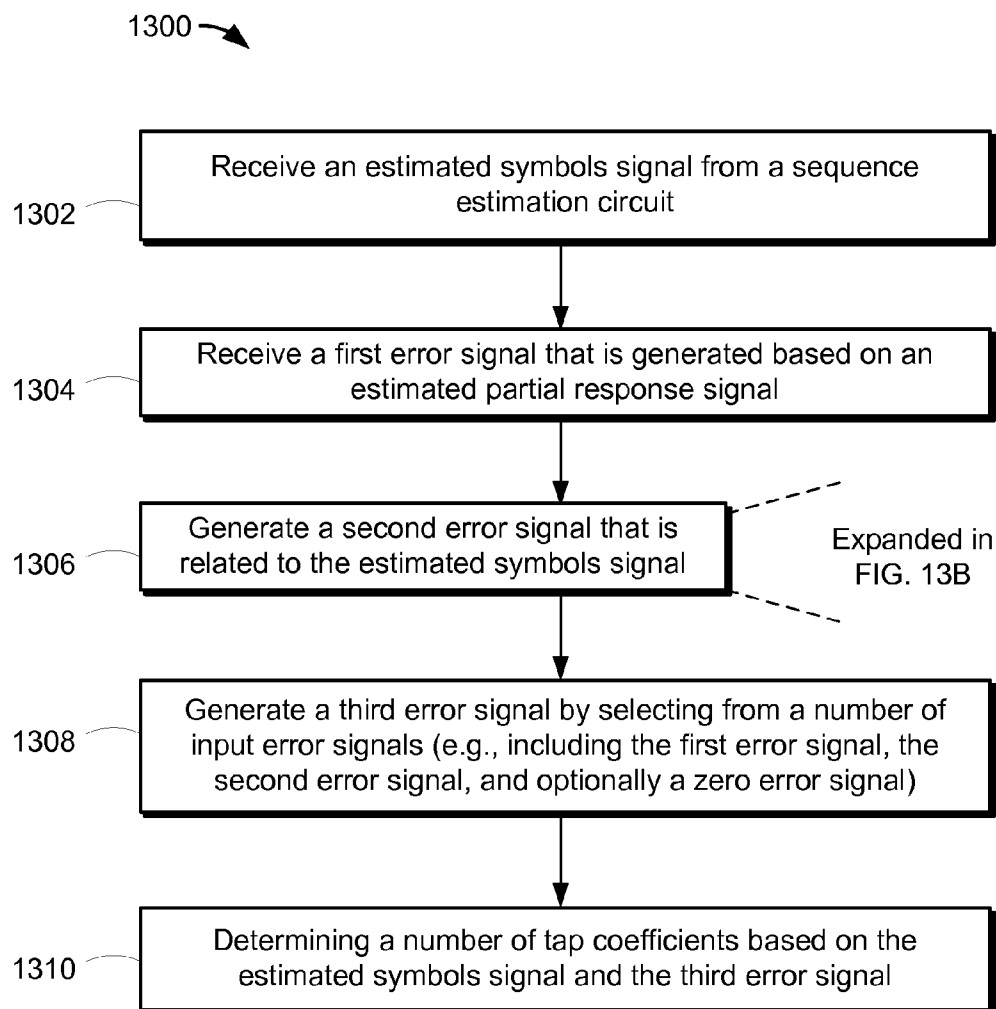 1300
Receive an estimated symbols signal from a sequence
estimation circuit
1302
Receive a first error signal that is generated based on an
estimated partial response signal
1304
Generate a second error signal that is
related to the estimated symbols signal
1306
Expanded in
FIG. 13B
Generate a third error signal by selecting from a number of
input error signals (e.g., including the first error signal, the
second error signal, and optionally a zero error signal)
1308
Determining a number of tap coefficients based on the
estimated symbols signal and the third error signal
1310